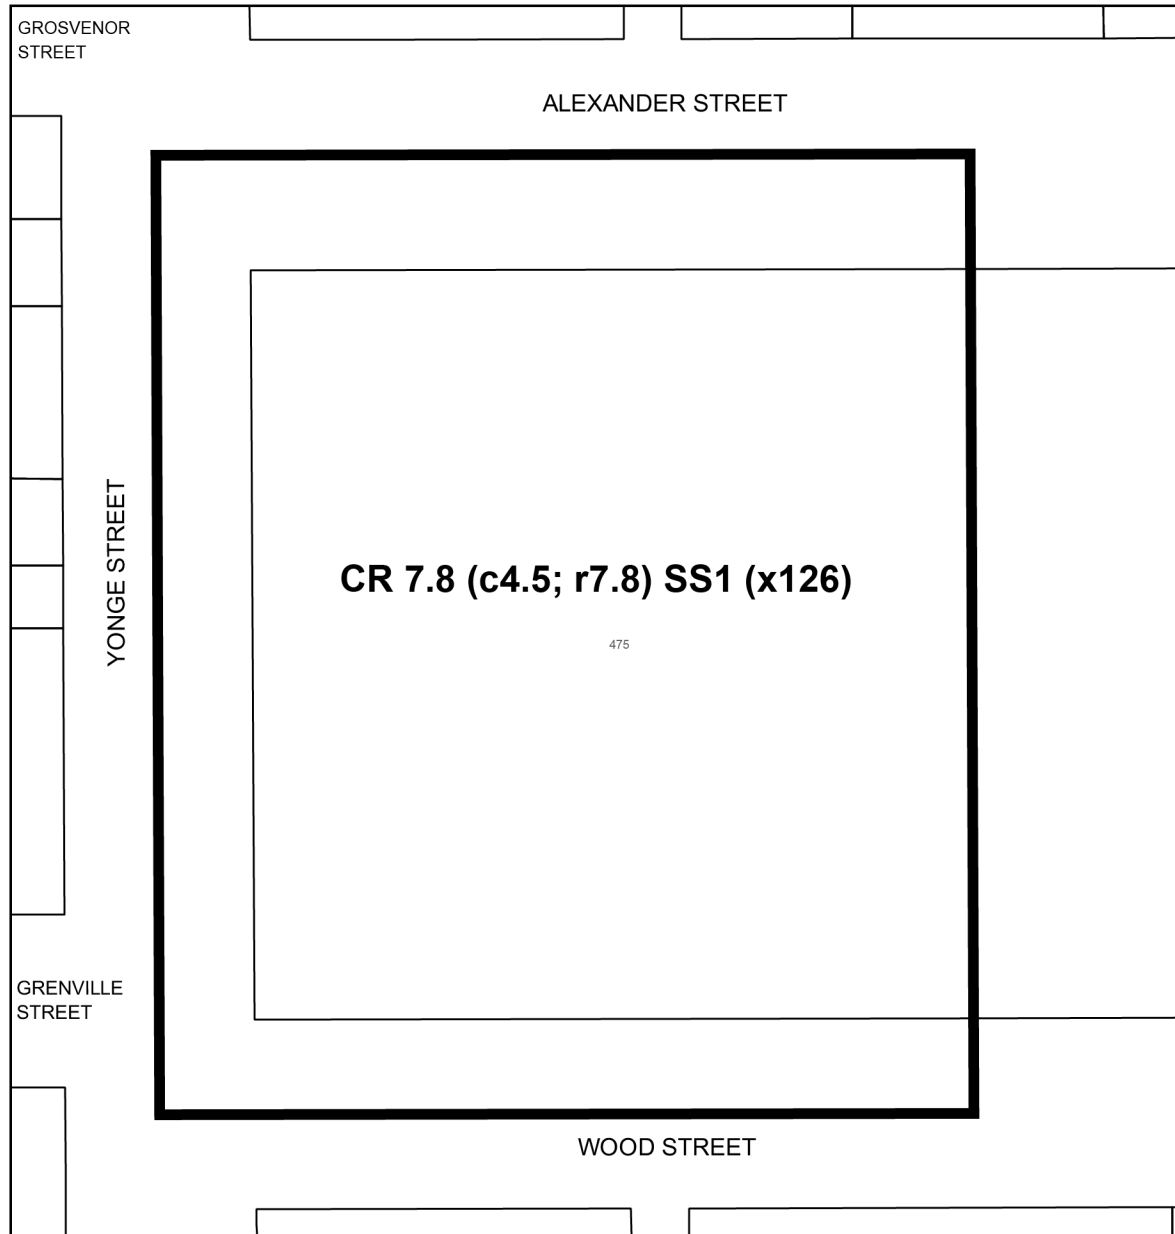 GROSVENOR
STREET
ALEXANDER STREET
YONGE STREET
CR 7.8 (c4.5; r7.8) SS1 (x126)
475
GRENVILLE
STREET
WOOD STREET